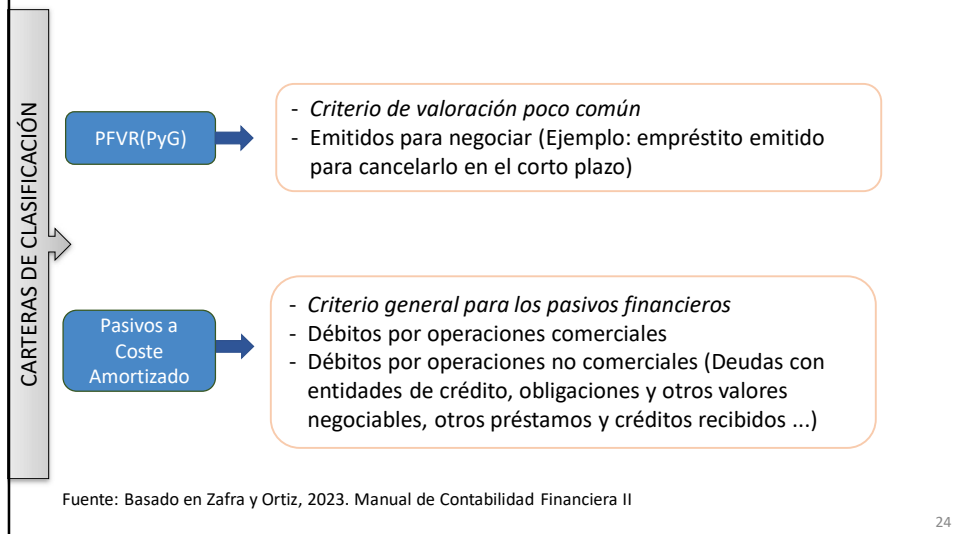 CARTERAS DE CLASIFICACIÓN
PFVR(PyG)
- Criterio de valoración poco común
- Emitidos para negociar (Ejemplo: empréstito emitido
para cancelarlo en el corto plazo)
Pasivos a
Coste
Amortizado
- Criterio general para los pasivos financieros
- Débitos por operaciones comerciales
- Débitos por operaciones no comerciales (Deudas con
entidades de crédito, obligaciones y otros valores
negociables, otros préstamos y créditos recibidos ...)
Fuente: Basado en Zafra y Ortiz, 2023. Manual de Contabilidad Financiera II
24